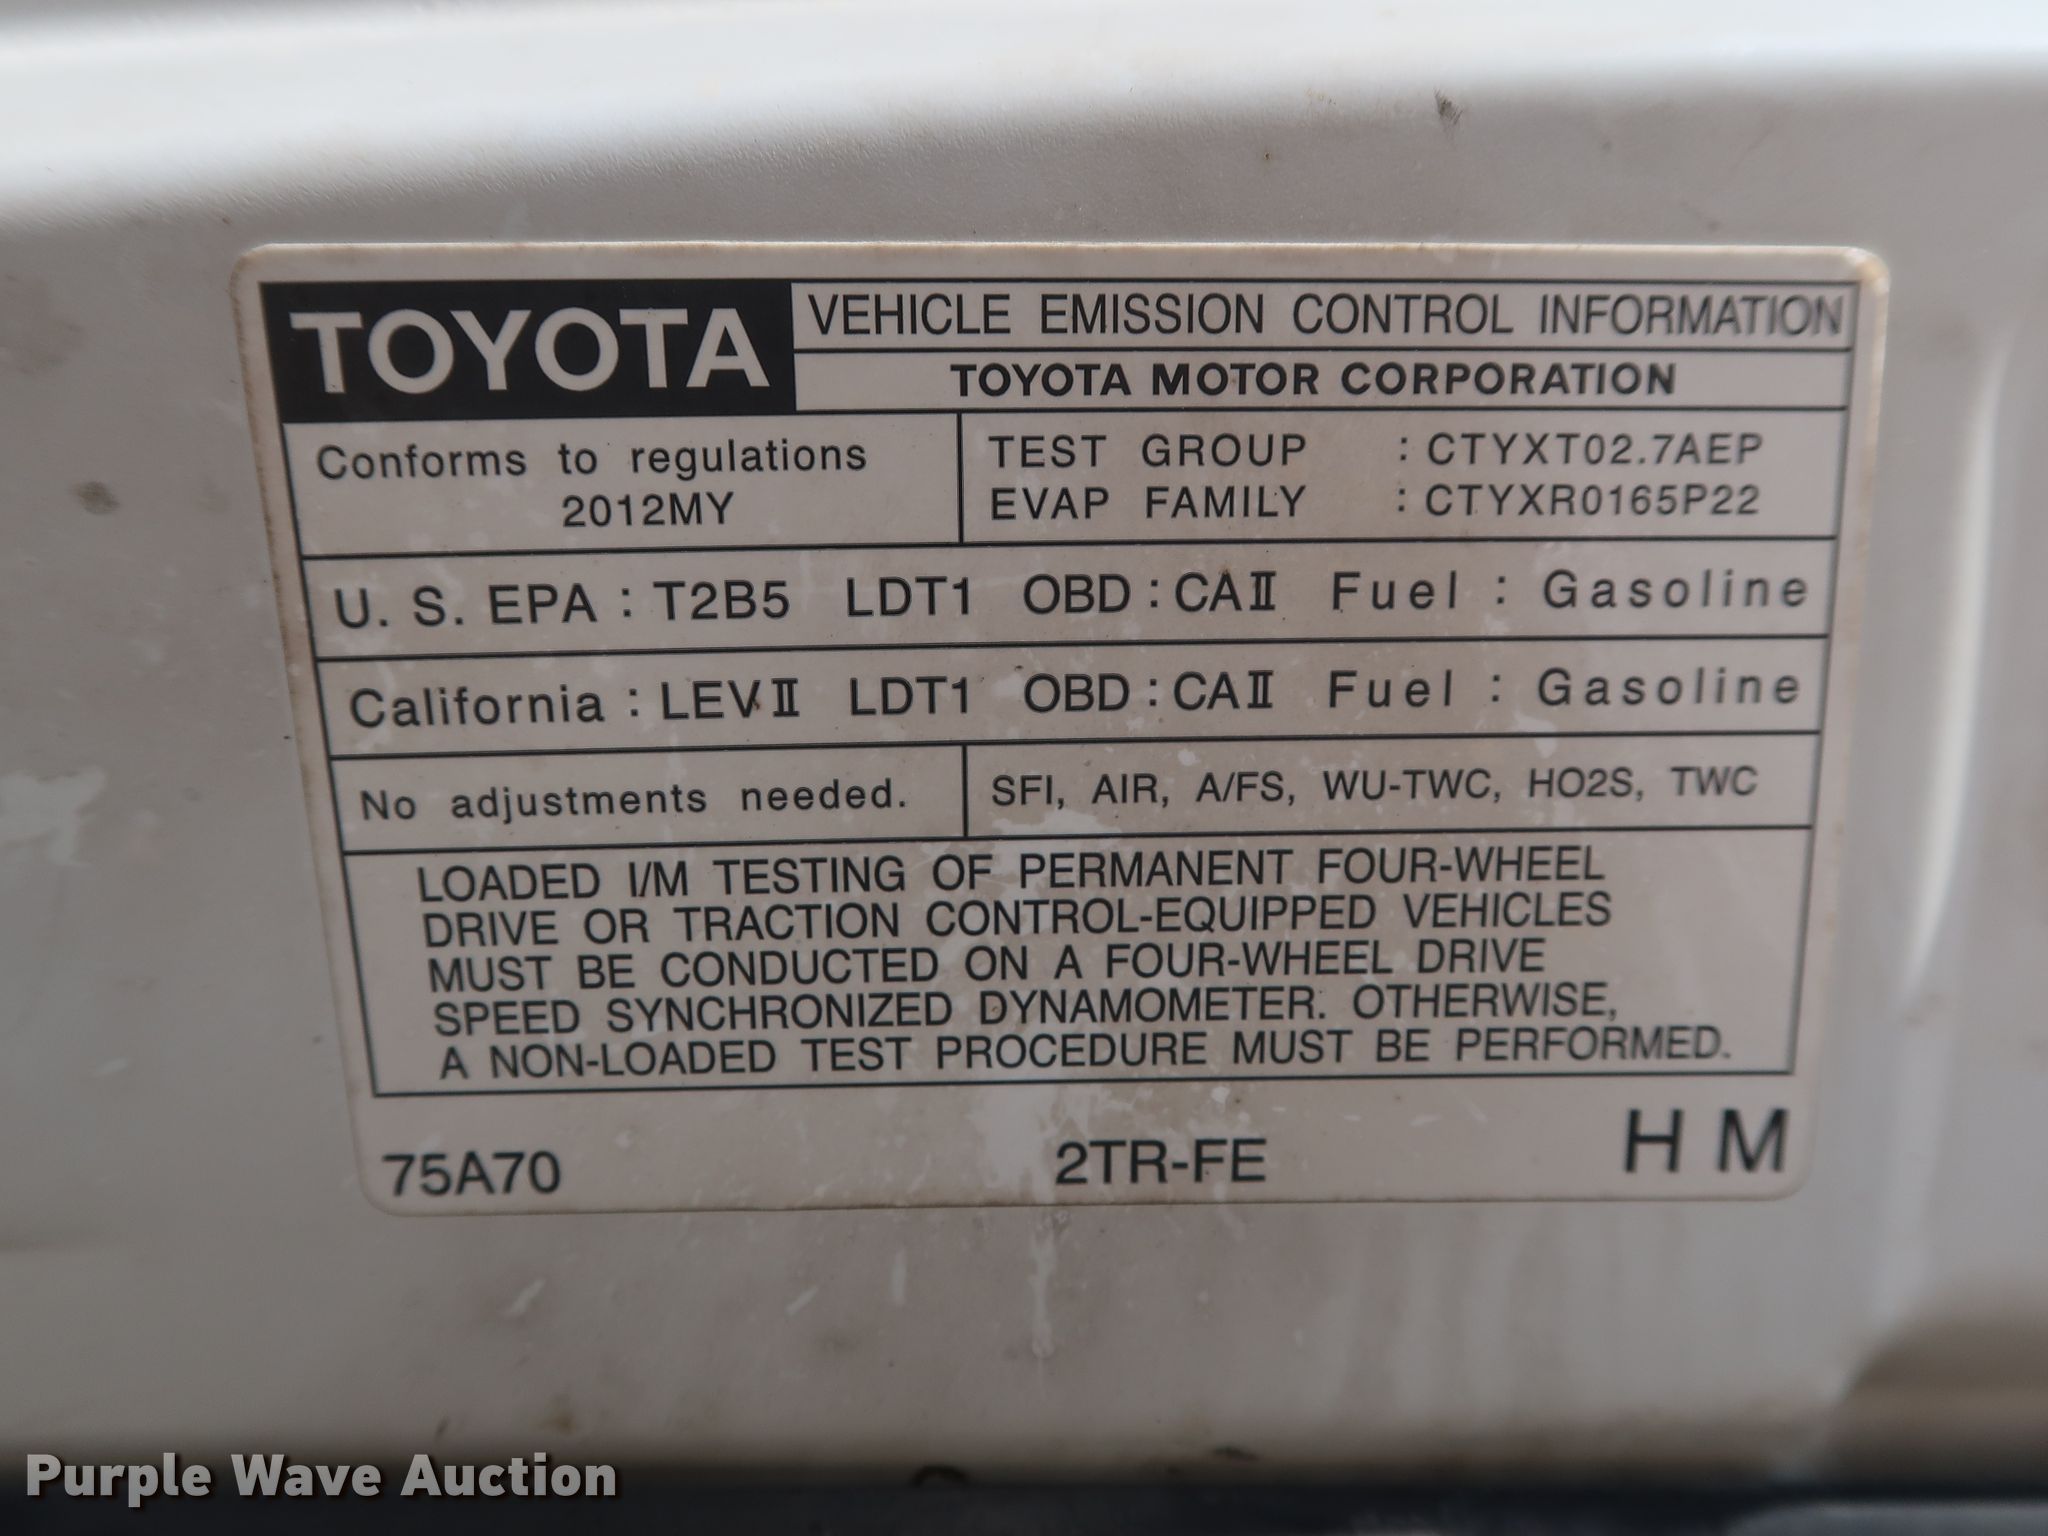 TOYOTA
VEHICLE EMISSION CONTROL INFORMATION
TOYOTA MOTOR CORPORATION
Conforms to regulations
2012MY
TEST GROUP : CTYXT02.7AEP
EVAP FAMILY : CTYXR0165P22
U. S. EPA : T2B5 LDT1 OBD : CAⅡ Fuel : Gasoline
California : LEVⅡ LDT1 OBD : CAⅡ Fuel : Gasoline
No adjustments needed.
SFI, AIR, A/FS, WU-TWC, HO2S, TWC
LOADED I/M TESTING OF PERMANENT FOUR-WHEEL
DRIVE OR TRACTION CONTROL-EQUIPPED VEHICLES
MUST BE CONDUCTED ON A FOUR-WHEEL DRIVE
SPEED SYNCHRONIZED DYNAMOMETER. OTHERWISE,
A NON-LOADED TEST PROCEDURE MUST BE PERFORMED.
75A70 2TR-FE H M
Purple Wave Auction